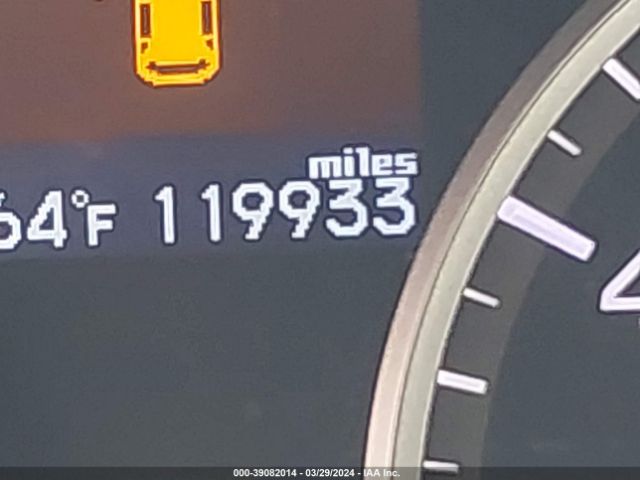 miles
64°F 119933
000-39082014 - 03/29/2024 - IAA Inc.